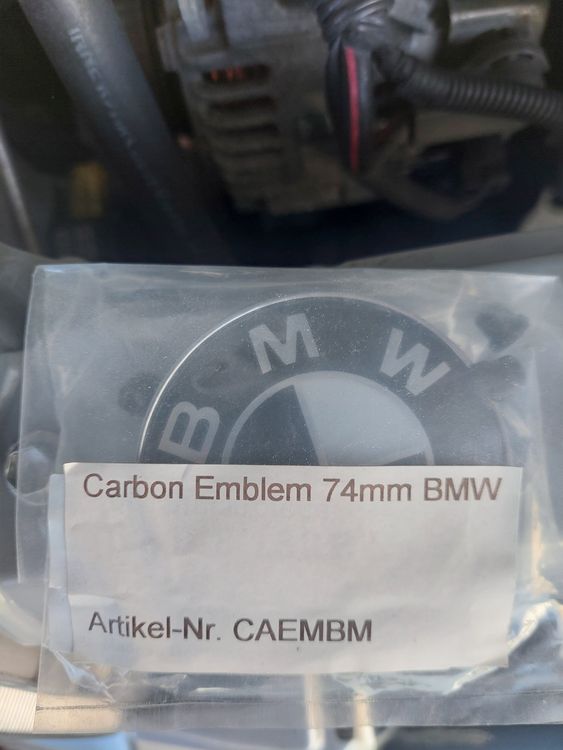 BMW
Carbon Emblem 74mm BMW
Artikel-Nr. CAEMBM